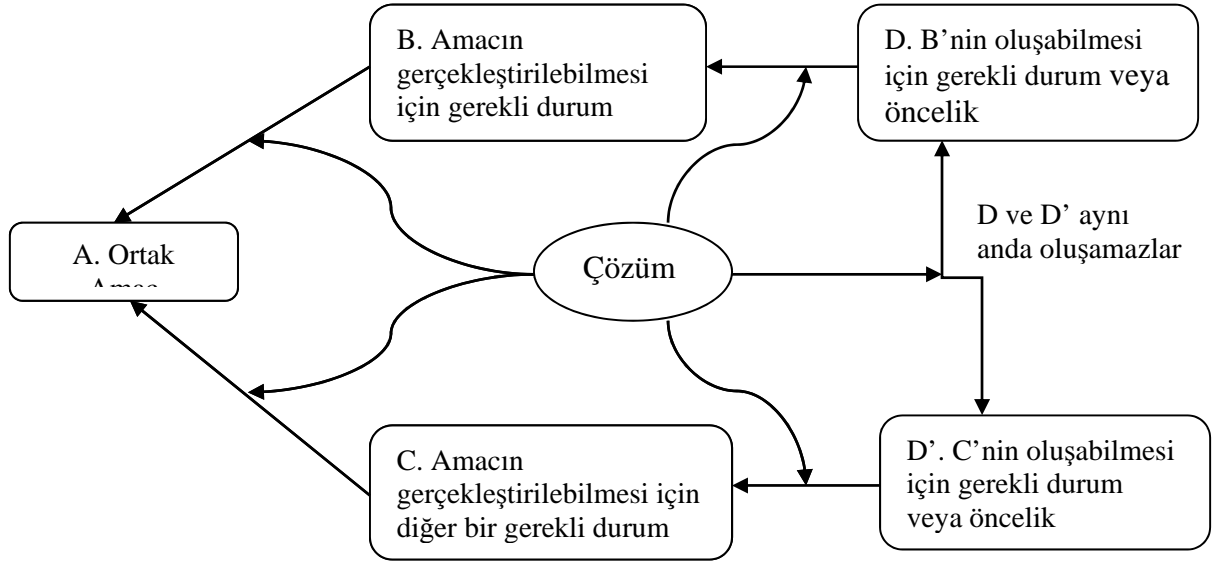 B. Amacın
gerçekleştirilebilmesi
için gerekli durum
D. B’nin oluşabilmesi
için gerekli durum veya
öncelik
A. Ortak
Çözüm
D ve D’ aynı
anda oluşamazlar
C. Amacın
gerçekleştirilebilmesi için
diğer bir gerekli durum
D’. C’nin oluşabilmesi
için gerekli durum
veya öncelik